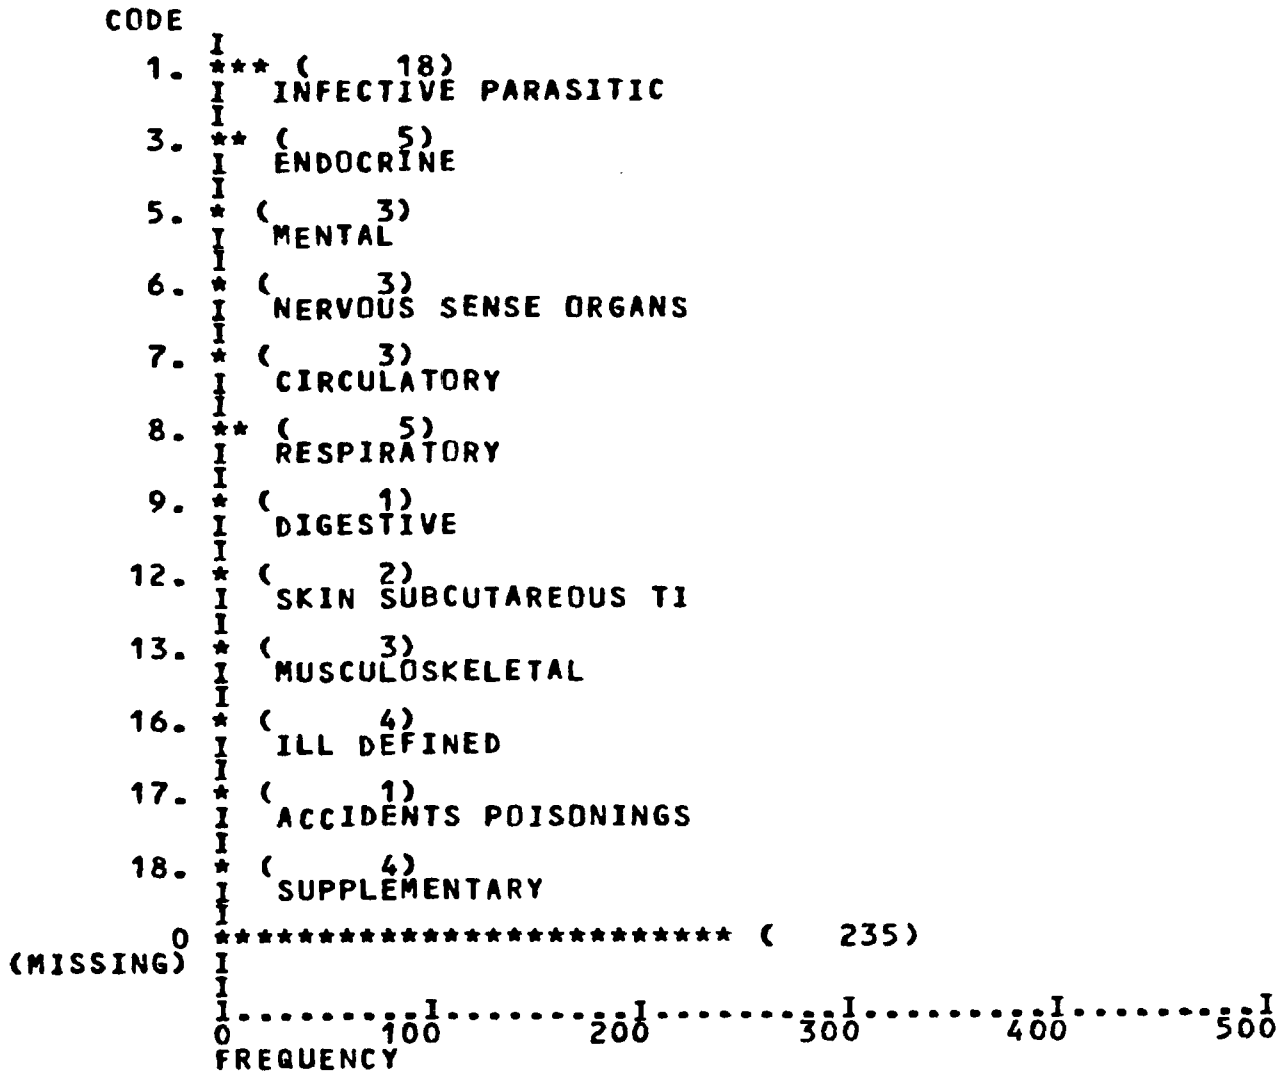 CODE
I
1. *** ( 18)
I INFECTIVE PARASITIC
I
3. ** ( 5)
I ENDOCRINE
I
5. * ( 3)
I MENTAL
I
6. * ( 3)
I NERVOUS SENSE ORGANS
I
7. * ( 3)
I CIRCULATORY
I
8. ** ( 5)
I RESPIRATORY
I
9. * ( 1)
I DIGESTIVE
I
12. * ( 2)
I SKIN SUBCUTAREOUS TI
I
13. * ( 3)
I MUSCULOSKELETAL
I
16. * ( 4)
I ILL DEFINED
I
17. * ( 1)
I ACCIDENTS POISONINGS
I
18. * ( 4)
I SUPPLEMENTARY
I
0 ************************* ( 235)
(MISSING) I
I
I.........I.........I.........I.........I.........I
0 100 200 300 400 500
FREQUENCY